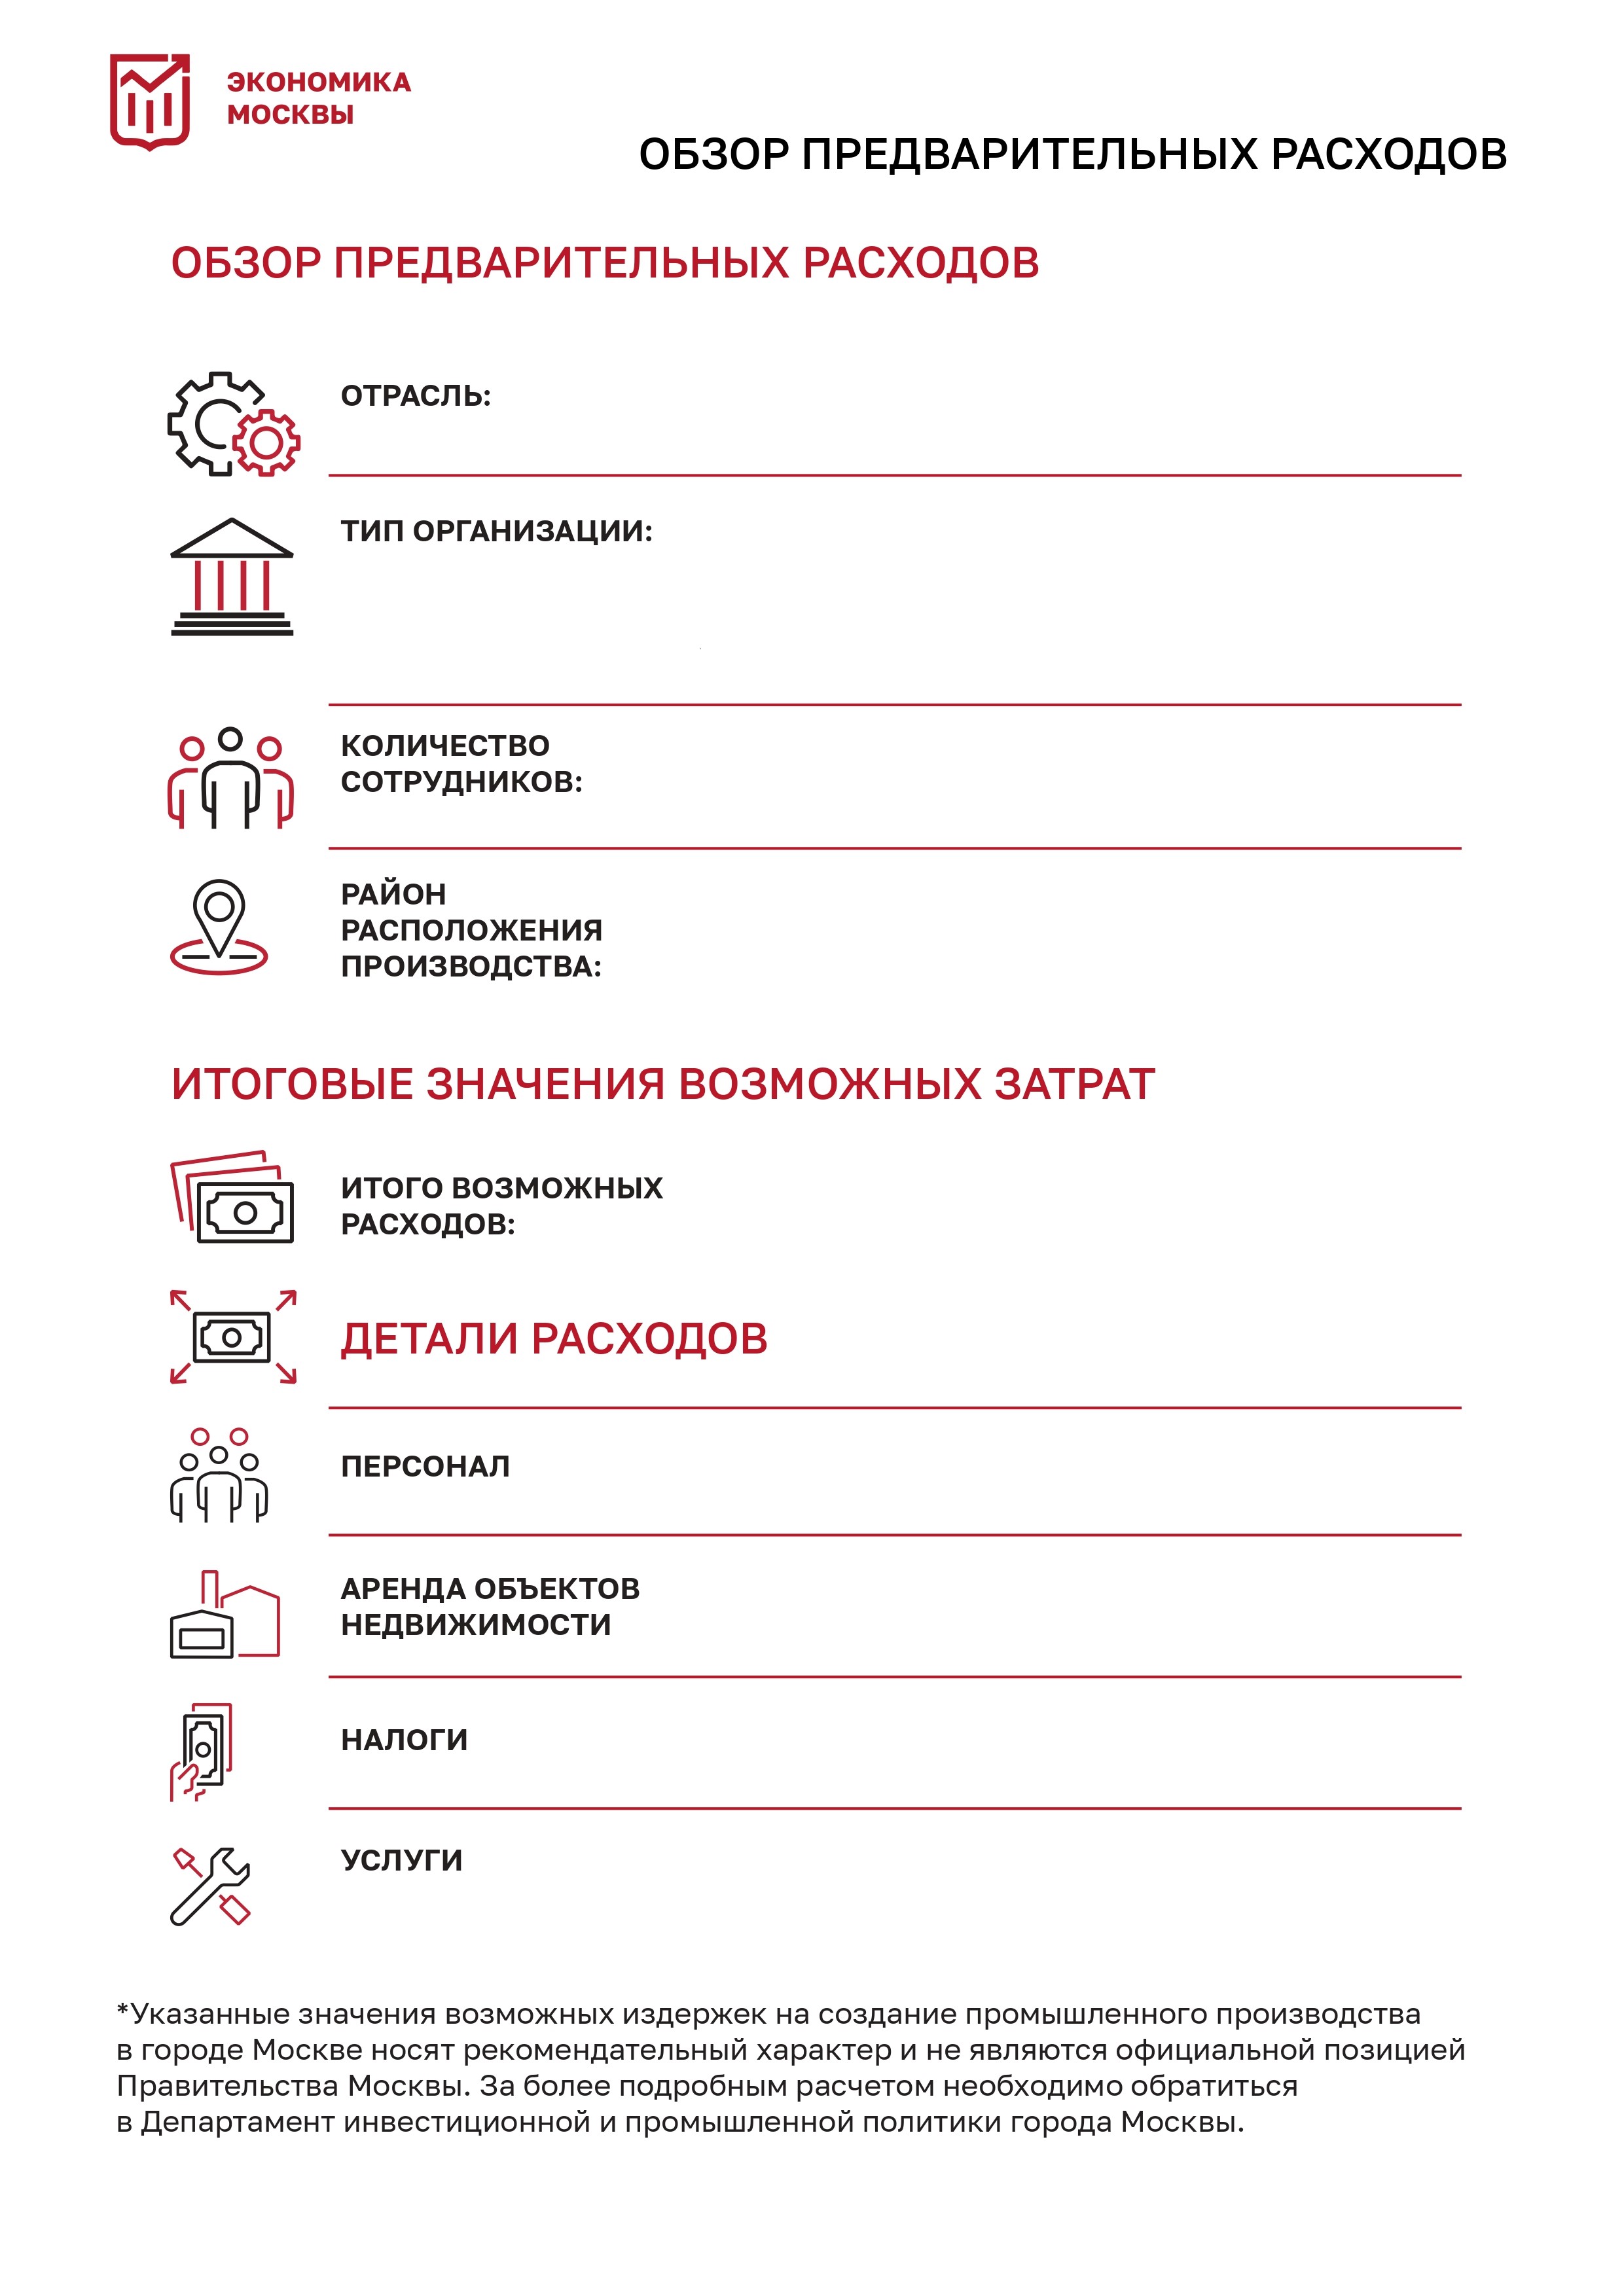 ЭКОНОМИКА
МОСКВЫ
ОБЗОР ПРЕДВАРИТЕЛЬНЫХ РАСХОДОВ
ОБЗОР ПРЕДВАРИТЕЛЬНЫХ РАСХОДОВ
ОТРАСЛЬ:
ТИП ОРГАНИЗАЦИИ:
КОЛИЧЕСТВО
СОТРУДНИКОВ:
РАЙОН
РАСПОЛОЖЕНИЯ
ПРОИЗВОДСТВА:
ИТОГОВЫЕ ЗНАЧЕНИЯ ВОЗМОЖНЫХ ЗАТРАТ
ИТОГО ВОЗМОЖНЫХ
РАСХОДОВ:
ДЕТАЛИ РАСХОДОВ
ПЕРСОНАЛ
АРЕНДА ОБЪЕКТОВ
НЕДВИЖИМОСТИ
НАЛОГИ
УСЛУГИ
*Указанные значения возможных издержек на создание промышленного производства
в городе Москве носят рекомендательный характер и не являются официальной позицией
Правительства Москвы. За более подробным расчетом необходимо обратиться
в Департамент инвестиционной и промышленной политики города Москвы.